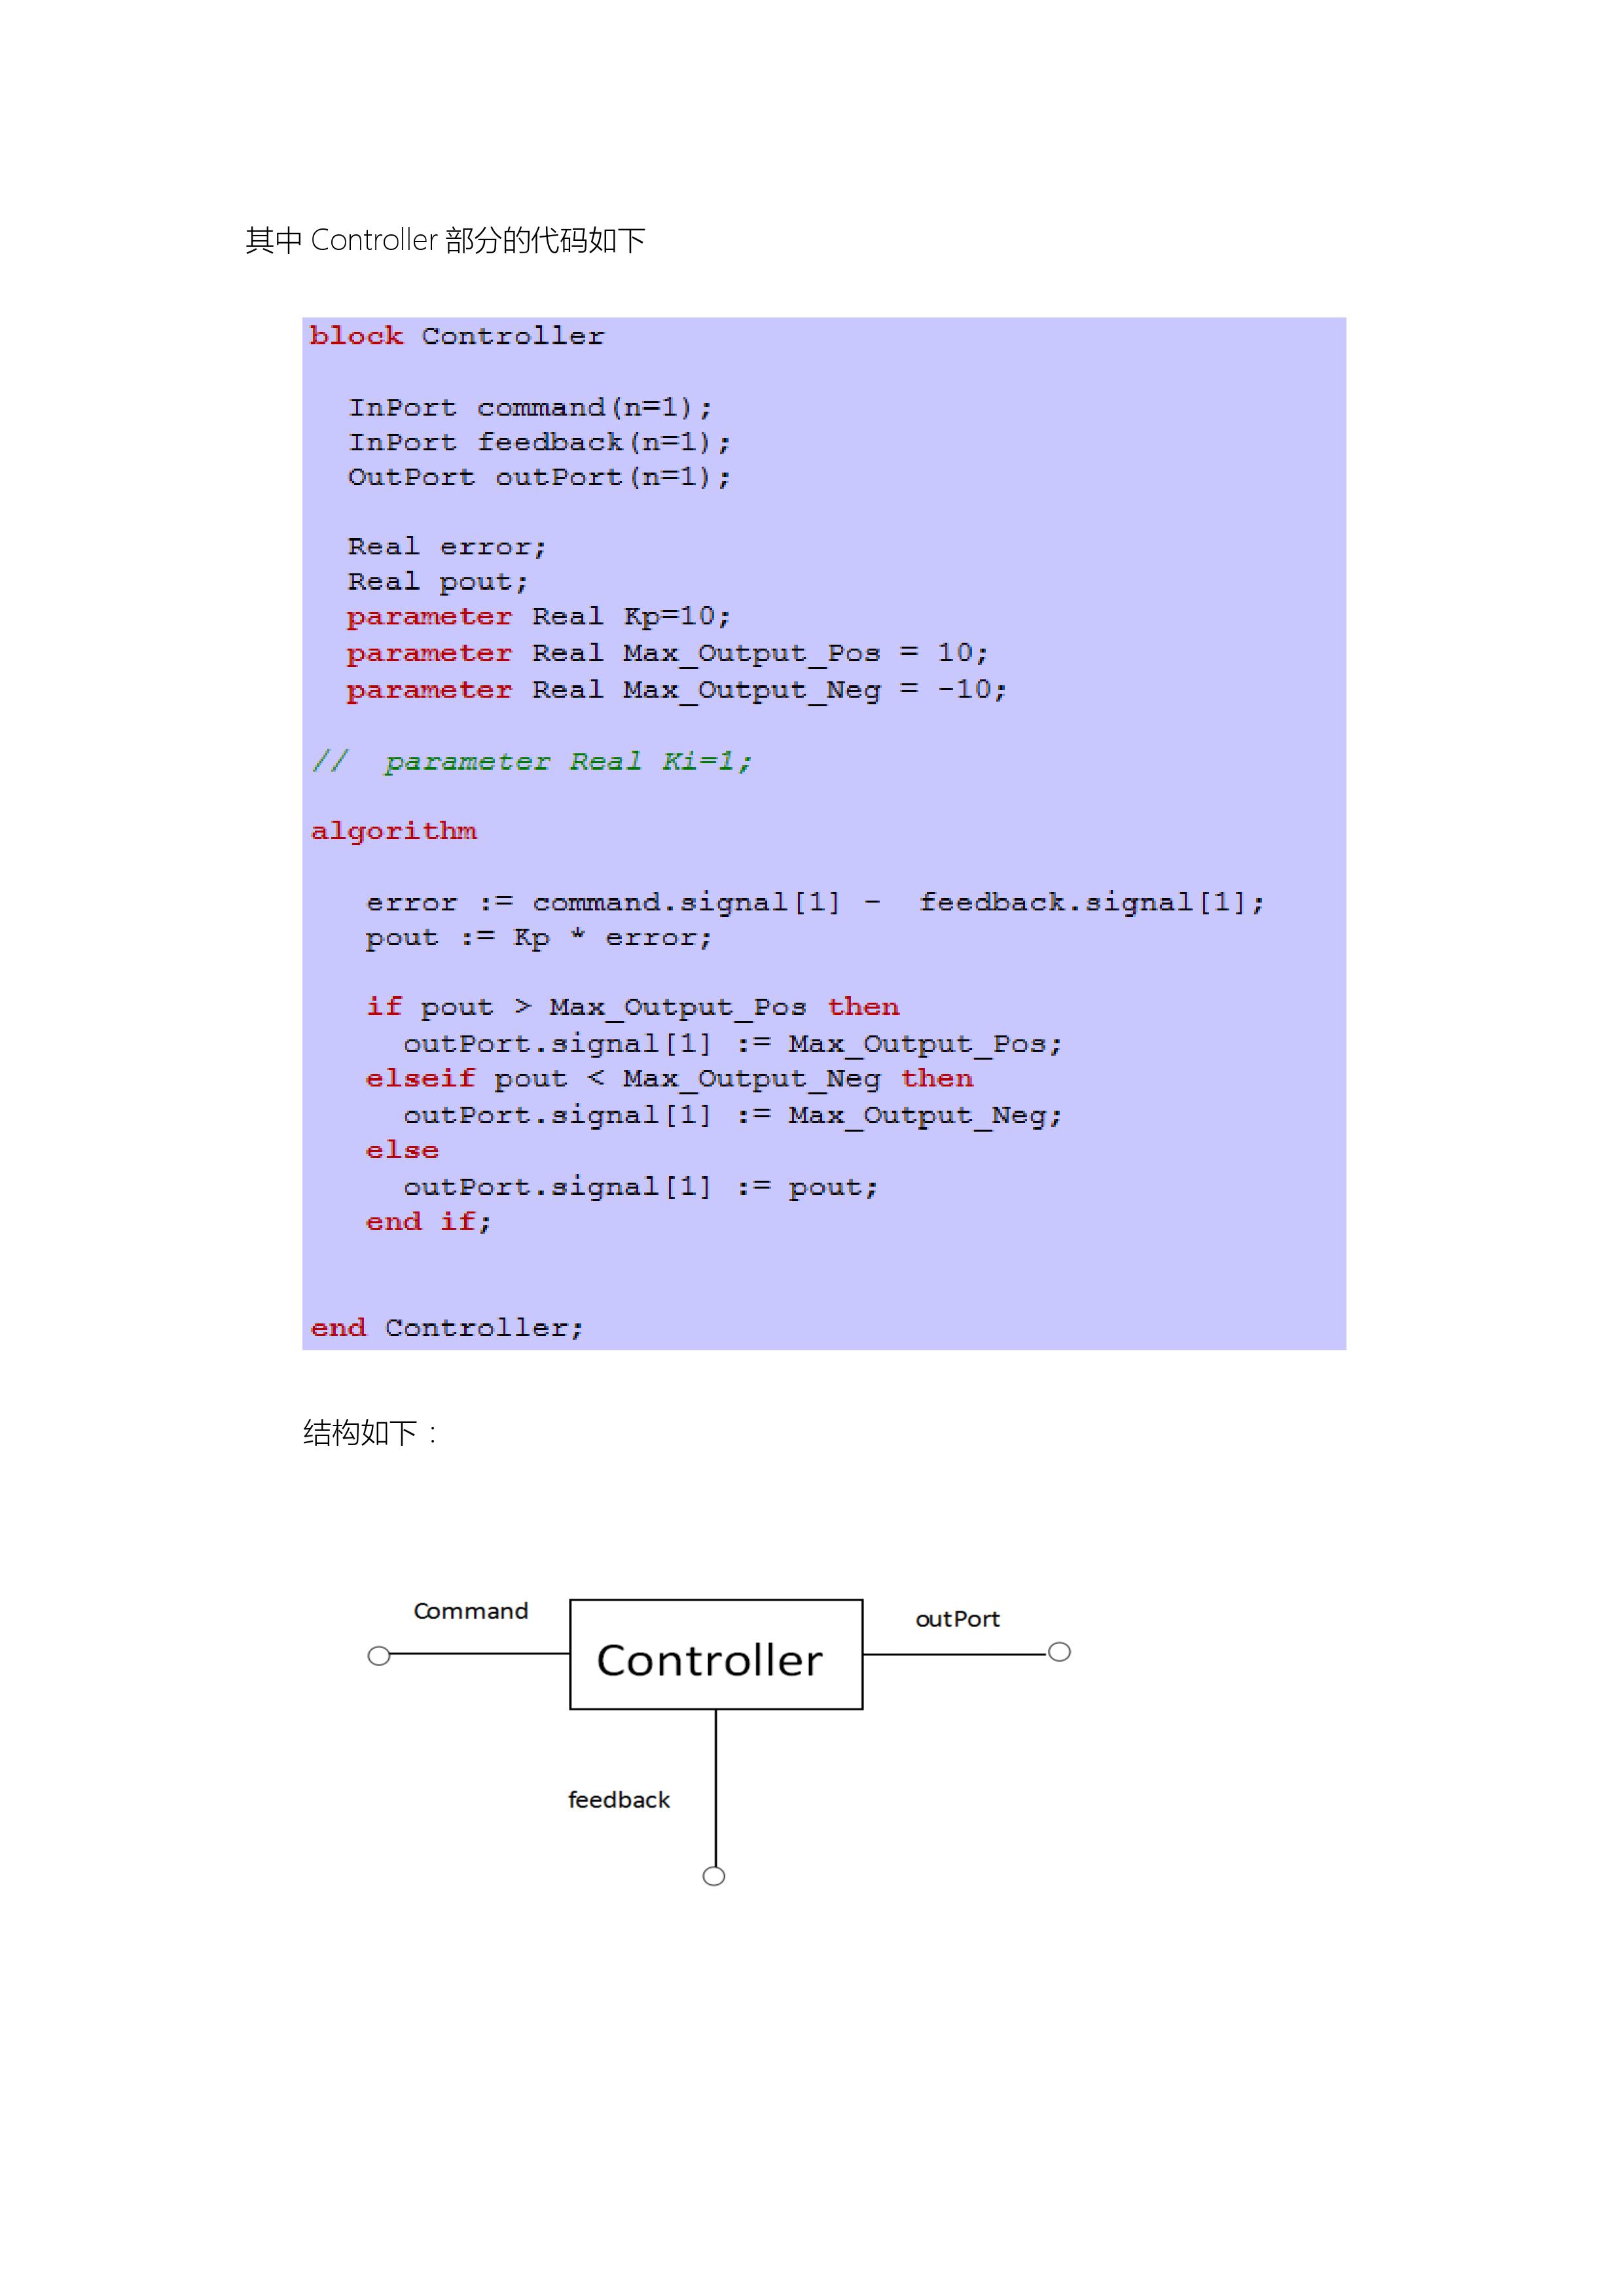 其中 Controller 部分的代码如下
block Controller
InPort command(n=1);
InPort feedback(n=1);
OutPort outPort(n=1);
Real error;
Real pout;
parameter Real Kp=10;
parameter Real Max_Output_Pos = 10;
parameter Real Max_Output_Neg = -10;
//  parameter Real Ki=1;
algorithm
error := command.signal[1] -  feedback.signal[1];
pout := Kp * error;
if pout > Max_Output_Pos then
outPort.signal[1] := Max_Output_Pos;
elseif pout < Max_Output_Neg then
outPort.signal[1] := Max_Output_Neg;
else
outPort.signal[1] := pout;
end if;
end Controller;
结构如下：
Command
outPort
Controller
feedback